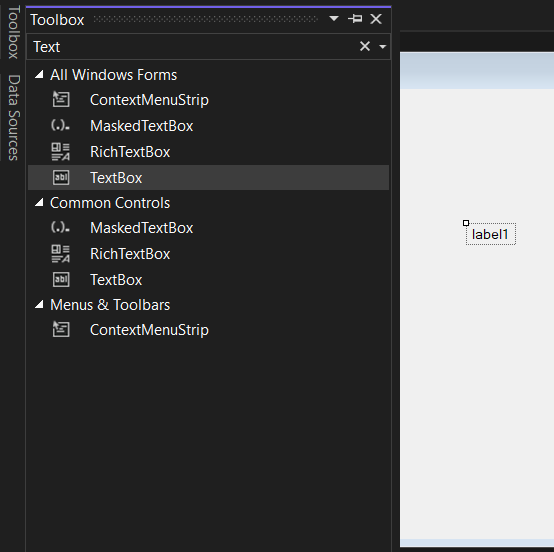 Toolbox
Data Sources
Toolbox
Text
All Windows Forms
ContextMenuStrip
MaskedTextBox
RichTextBox
TextBox
Common Controls
MaskedTextBox
RichTextBox
TextBox
Menus & Toolbars
ContextMenuStrip
label1